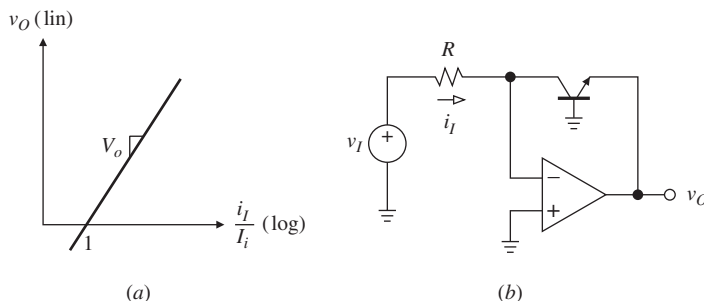 v_O (lin)
V_o
1
i_I / I_i (log)
(a)
R
i_I
v_I
+
−
+
v_O
(b)